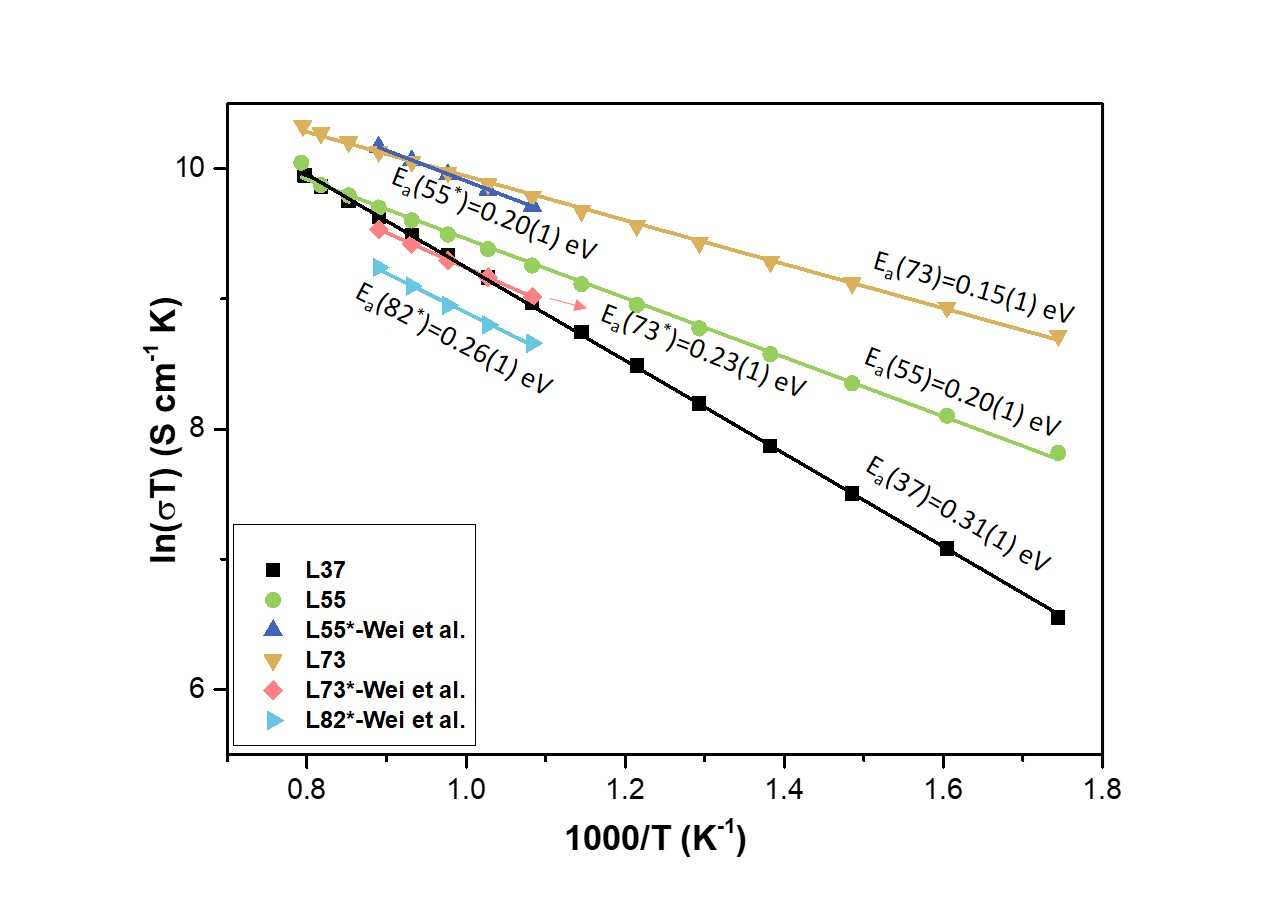 10
8
6
ln(σT) (S cm⁻¹ K)
Eₐ(55*)=0.20(1) eV
Eₐ(73)=0.15(1) eV
Eₐ(82*)=0.26(1) eV
Eₐ(73*)=0.23(1) eV
Eₐ(55)=0.20(1) eV
Eₐ(37)=0.31(1) eV
L37
L55
L55*-Wei et al.
L73
L73*-Wei et al.
L82*-Wei et al.
0.8 1.0 1.2 1.4 1.6 1.8
1000/T (K⁻¹)